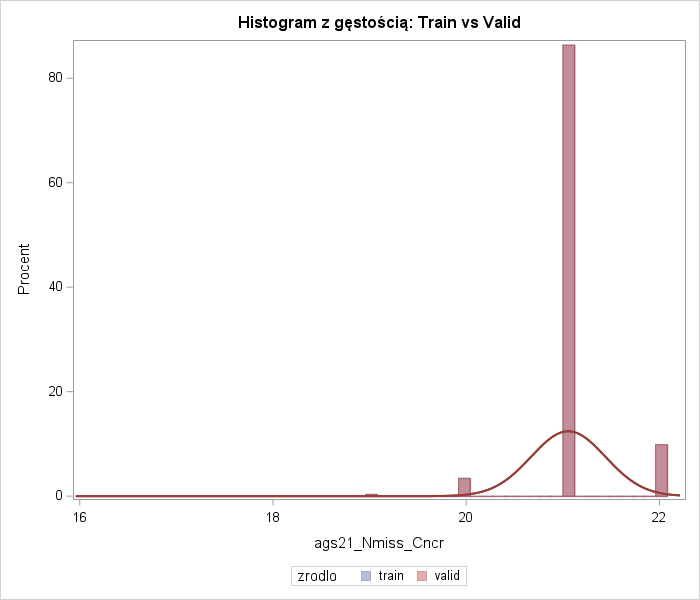 Histogram z gęstością: Train vs Valid
Procent
80
60
40
20
0
16 18 20 22
ags21_Nmiss_Cncr
zrodlo train valid